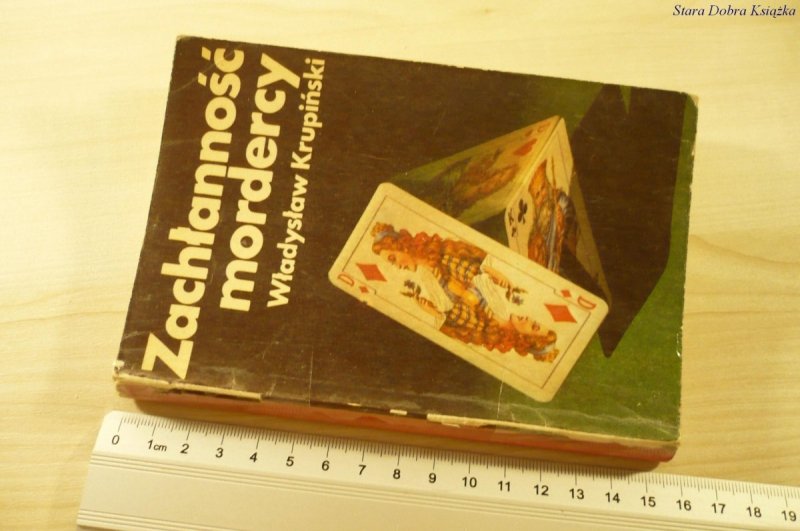 Stara Dobra Książka
Zachłanność
mordercy
Władysław Krupiński
D
D
0 1cm 2 3 4 5 6 7 8 9 10 11 12 13 14 15 16 17 18 19